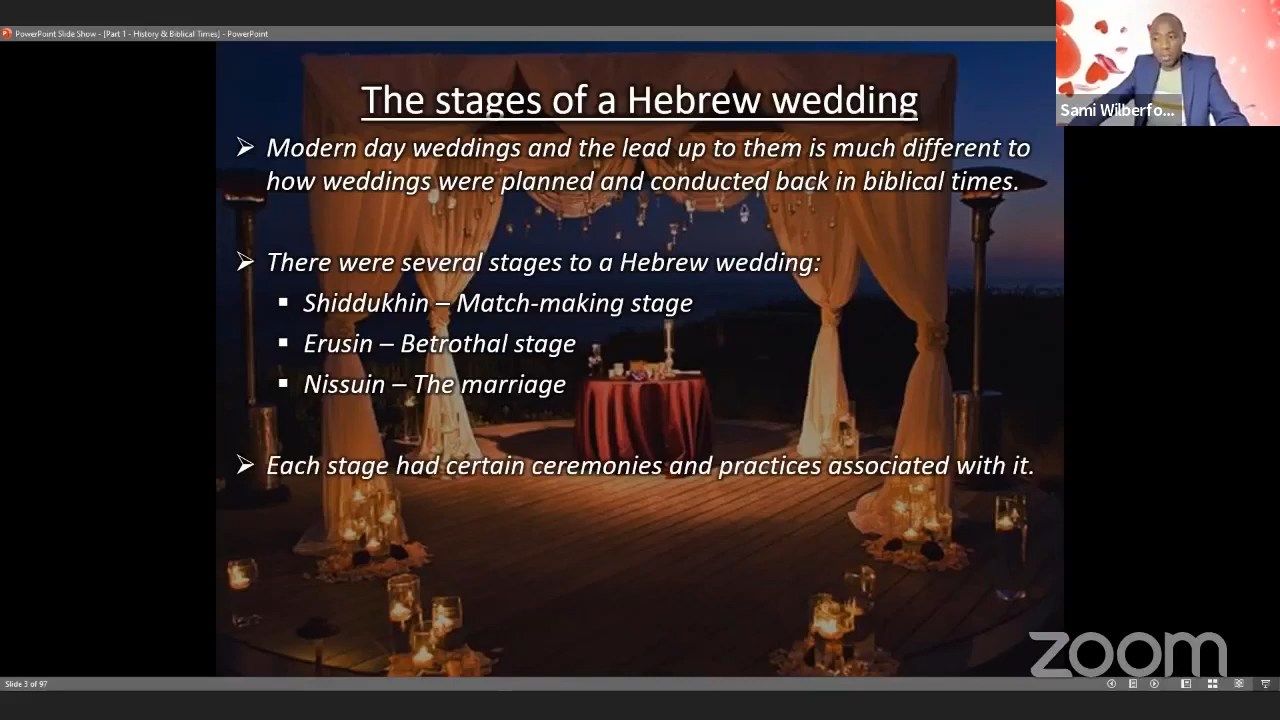 PowerPoint Slide Show - [Part 1 - History & Biblical Times] - PowerPoint
Sami Wilberfo...
The stages of a Hebrew wedding
➢ Modern day weddings and the lead up to them is much different to
how weddings were planned and conducted back in biblical times.
➢ There were several stages to a Hebrew wedding:
▪ Shiddukhin – Match-making stage
▪ Erusin – Betrothal stage
▪ Nissuin – The marriage
➢ Each stage had certain ceremonies and practices associated with it.
zoom
Slide 3 of 97